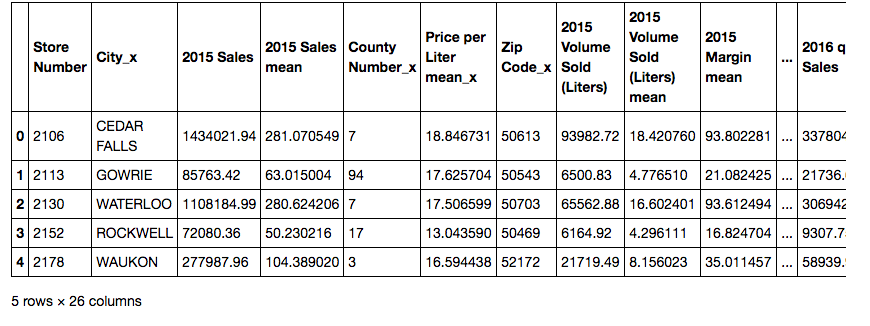 Store Number City_x 2015 Sales 2015 Sales mean County Number_x Price per Liter mean_x Zip Code_x 2015 Volume Sold (Liters) 2015 Volume Sold (Liters) mean 2015 Margin mean ... 2016 q Sales
0 2106 CEDAR FALLS 1434021.94 281.070549 7 18.846731 50613 93982.72 18.420760 93.802281 ... 337804
1 2113 GOWRIE 85763.42 63.015004 94 17.625704 50543 6500.83 4.776510 21.082425 ... 21736.
2 2130 WATERLOO 1108184.99 280.624206 7 17.506599 50703 65562.88 16.602401 93.612494 ... 306942
3 2152 ROCKWELL 72080.36 50.230216 17 13.043590 50469 6164.92 4.296111 16.824704 ... 9307.7
4 2178 WAUKON 277987.96 104.389020 3 16.594438 52172 21719.49 8.156023 35.011457 ... 58939.
5 rows × 26 columns